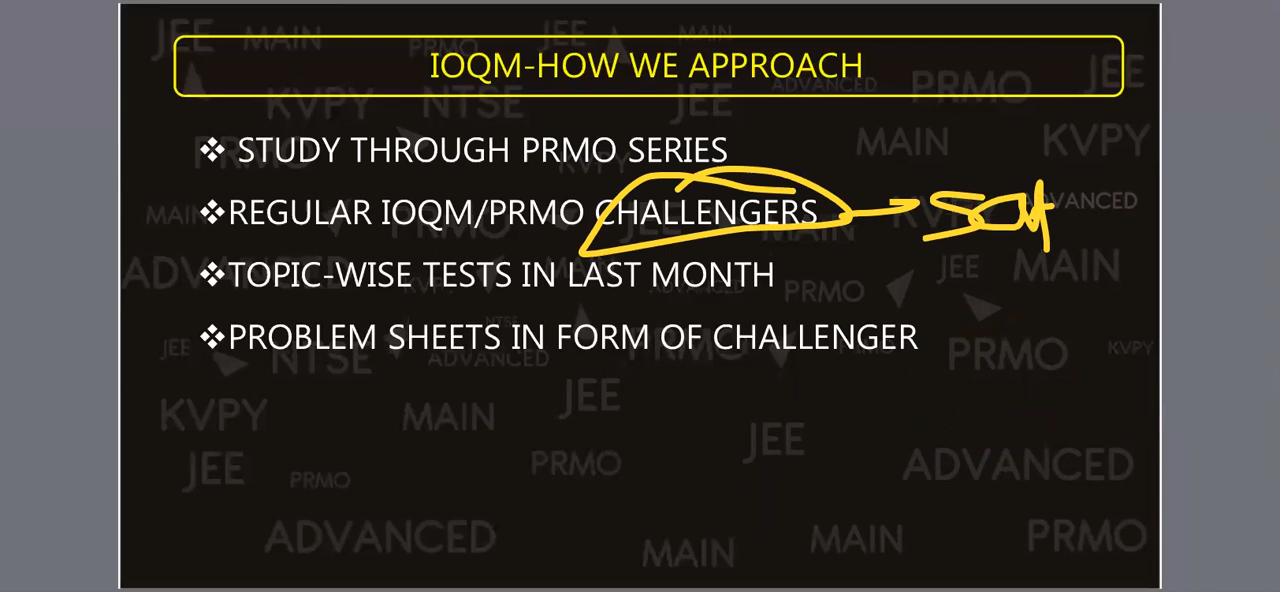 IOQM-HOW WE APPROACH
❖ STUDY THROUGH PRMO SERIES
❖REGULAR IOQM/PRMO CHALLENGERS
❖TOPIC-WISE TESTS IN LAST MONTH
❖PROBLEM SHEETS IN FORM OF CHALLENGER